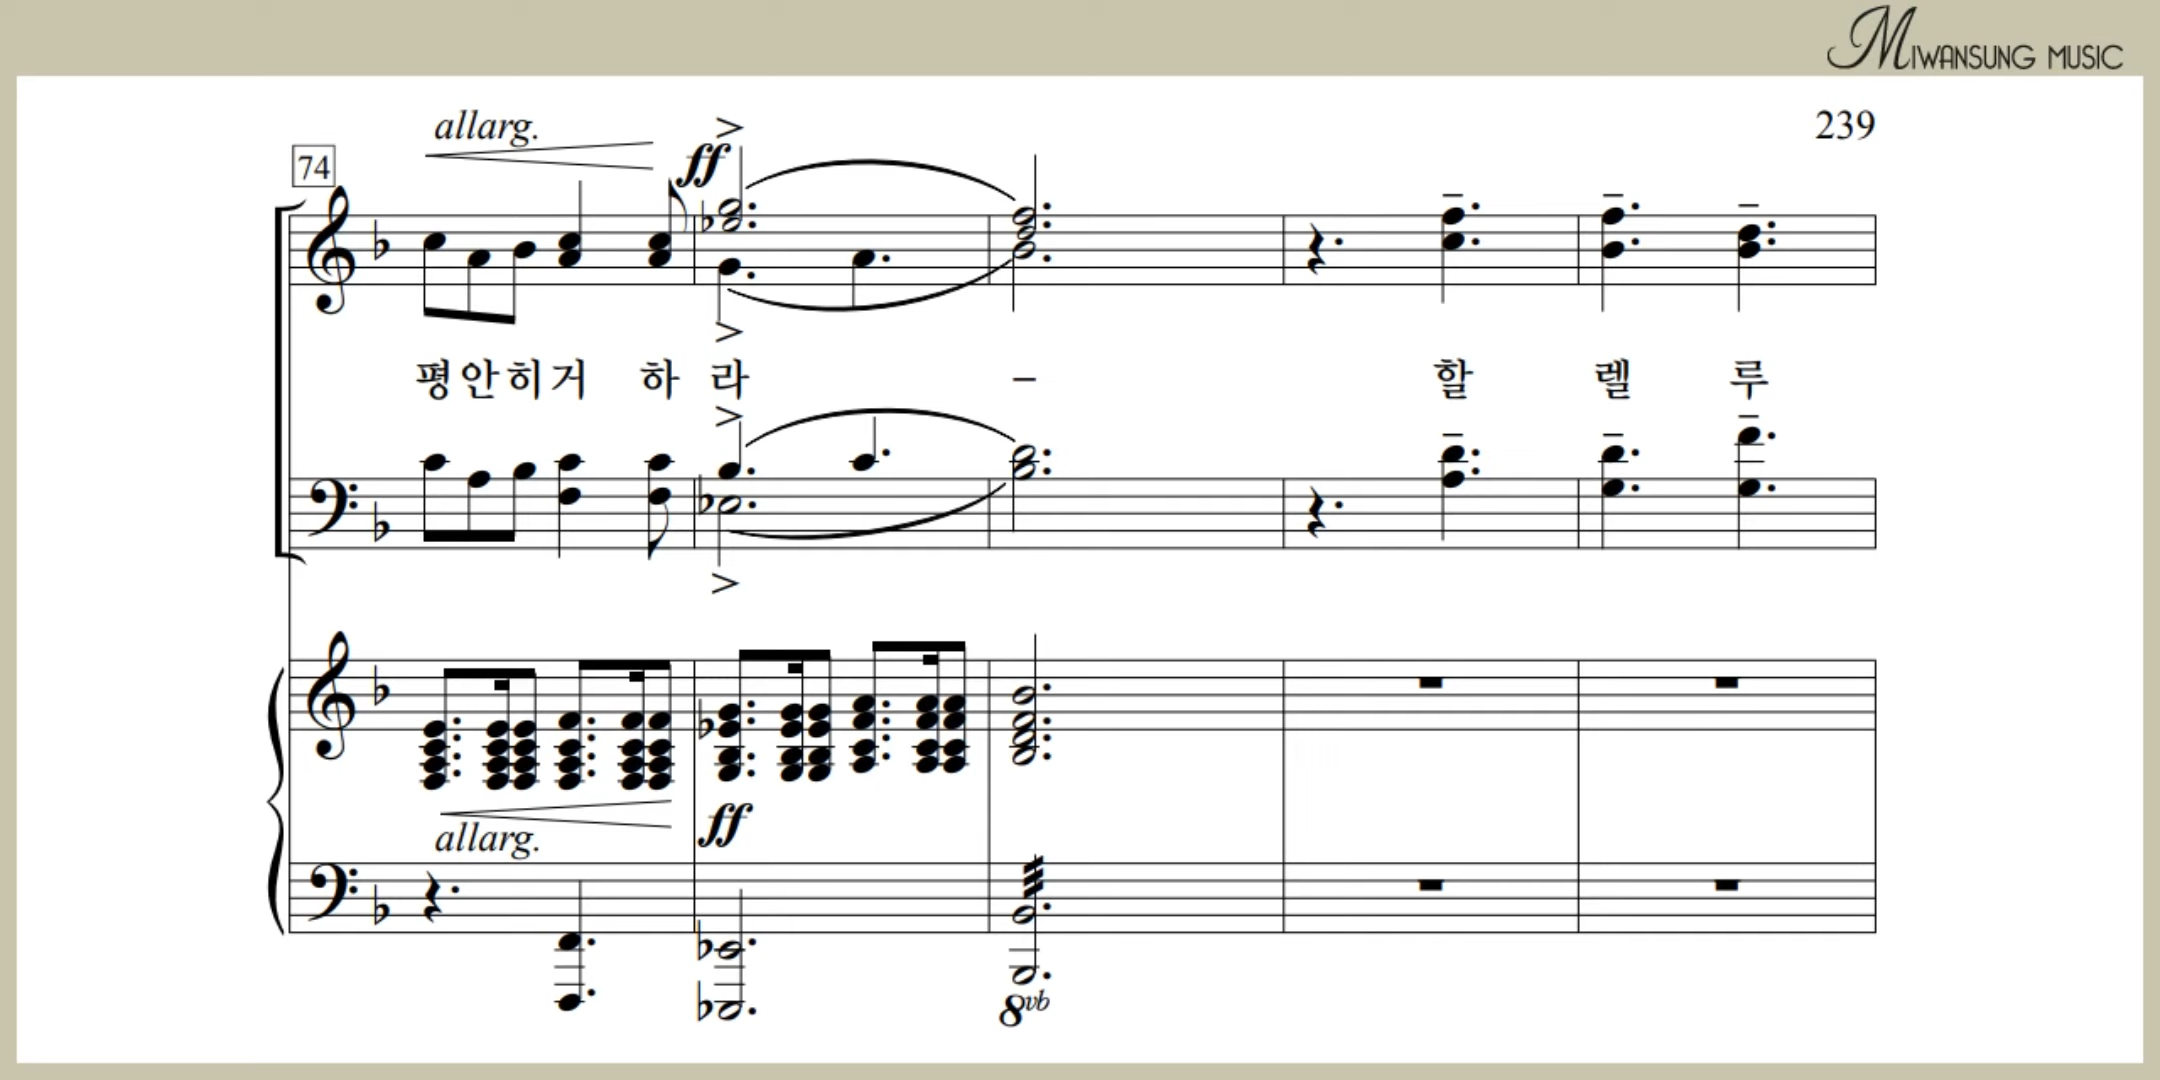 MIWANSUNG MUSIC
239
allarg.
74
ff
평안히거 하 라 – 할 렐 루
ff
allarg.
8vb